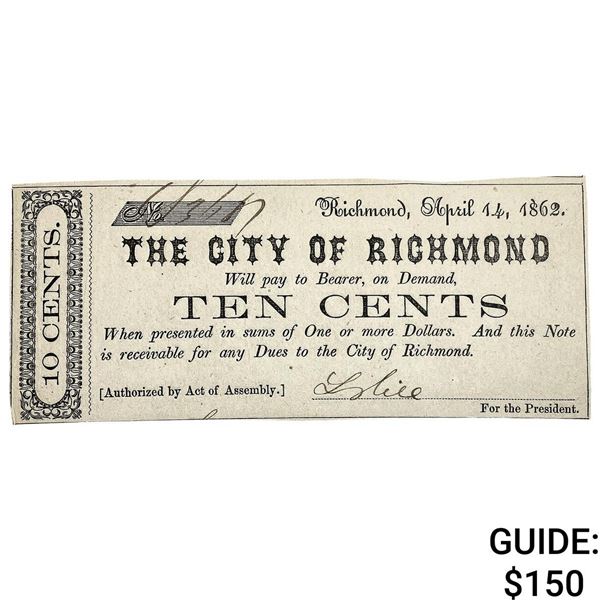 No
Richmond, April 14, 1862.
THE CITY OF RICHMOND
Will pay to Bearer, on Demand,
TEN CENTS
When presented in sums of One or more Dollars. And this Note
is receivable for any Dues to the City of Richmond.
[Authorized by Act of Assembly.]
For the President.
10 CENTS.
GUIDE:
$150